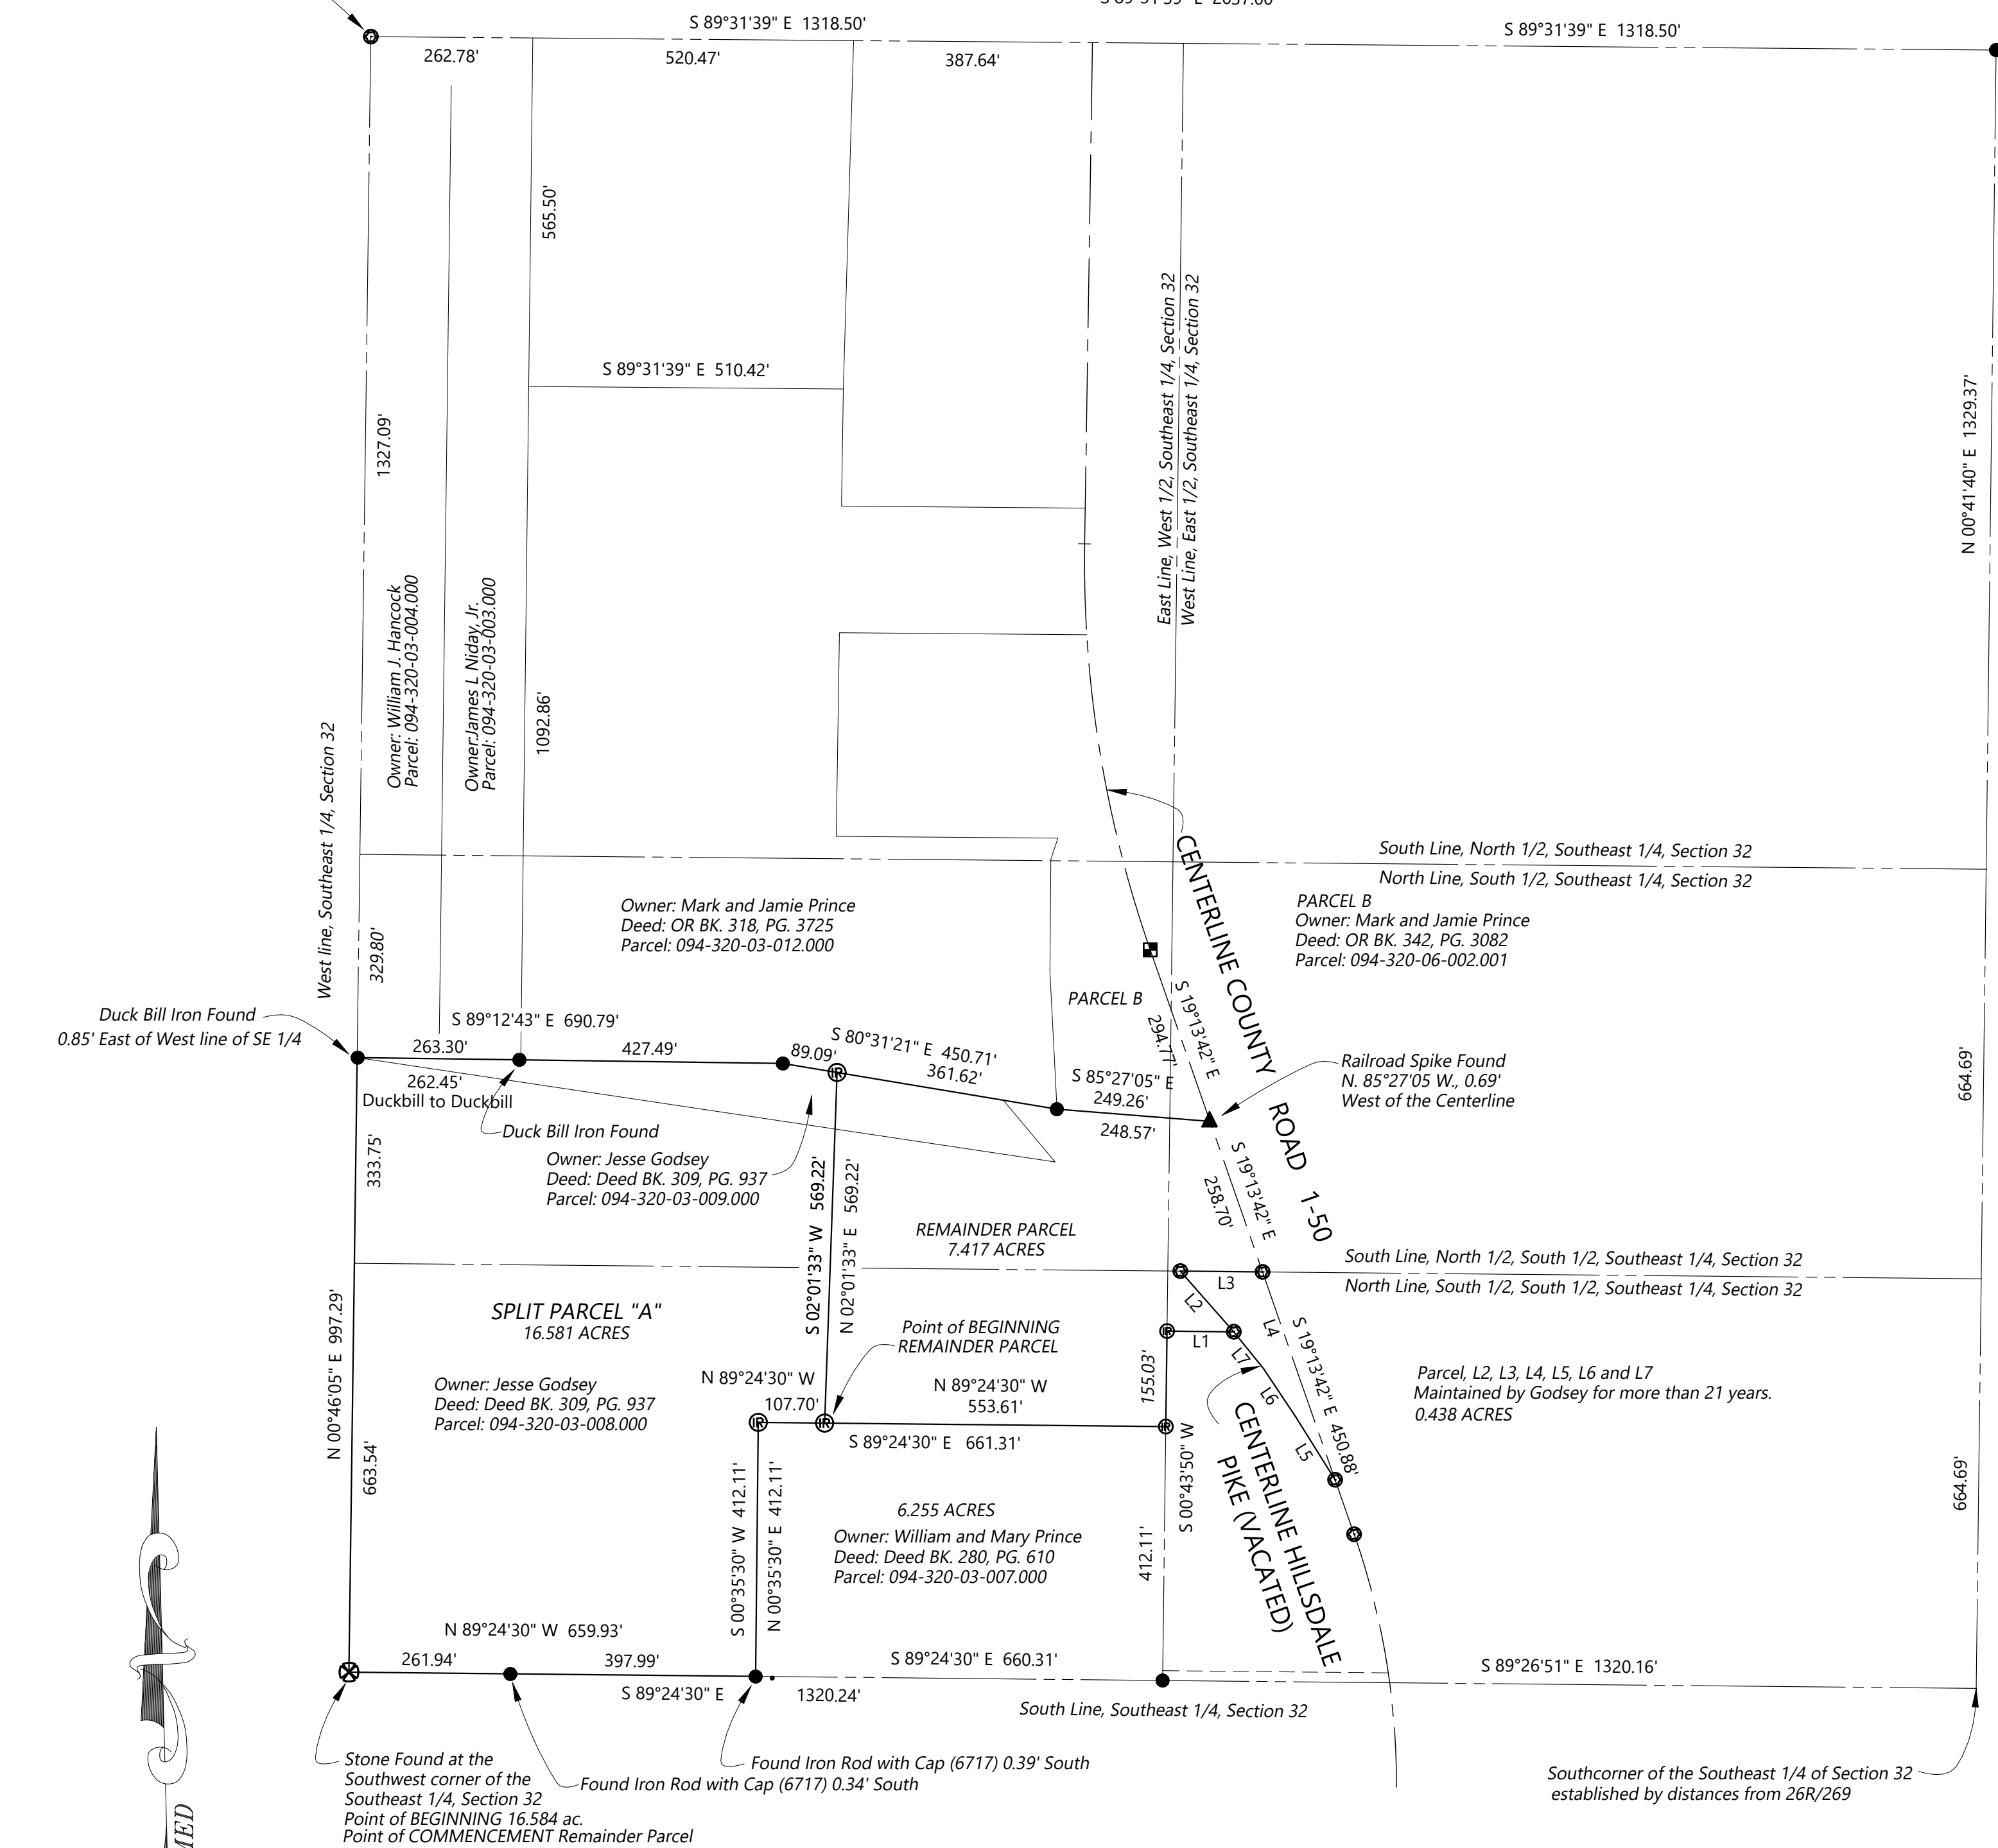 S 89°31'39" E 1318.50'
S 89°31'39" E 1318.50'
262.78'
520.47'
387.64'
565.50'
S 89°31'39" E 510.42'
1327.09'
East Line, West 1/2, Southeast 1/4, Section 32
West Line, East 1/2, Southeast 1/4, Section 32
N 00°41'40" E 1329.37'
Owner: William J. Hancock
Parcel: 094-320-03-004.000
Owner:James L Niday, Jr.
Parcel: 094-320-03-003.000
1092.86'
West line, Southeast 1/4, Section 32
329.80'
CENTERLINE COUNTY ROAD 1-50
South Line, North 1/2, Southeast 1/4, Section 32
North Line, South 1/2, Southeast 1/4, Section 32
Owner: Mark and Jamie Prince
Deed: OR BK. 318, PG. 3725
Parcel: 094-320-03-012.000
PARCEL B
Owner: Mark and Jamie Prince
Deed: OR BK. 342, PG. 3082
Parcel: 094-320-06-002.001
PARCEL B
S 19°13'42" E
294.77'
Duck Bill Iron Found
0.85' East of West line of SE 1/4
S 89°12'43" E 690.79'
263.30'
427.49'
89.09'
S 80°31'21" E 450.71'
361.62'
S 85°27'05" E
249.26'
248.57'
Railroad Spike Found
N. 85°27'05 W., 0.69'
West of the Centerline
664.69'
262.45'
Duckbill to Duckbill
Duck Bill Iron Found
333.75'
Owner: Jesse Godsey
Deed: Deed BK. 309, PG. 937
Parcel: 094-320-03-009.000
S 02°01'33" W 569.22'
N 02°01'33" E 569.22'
S 19°13'42" E
258.70'
REMAINDER PARCEL
7.417 ACRES
South Line, North 1/2, South 1/2, Southeast 1/4, Section 32
North Line, South 1/2, South 1/2, Southeast 1/4, Section 32
L3
L2
L1
L7
L4
L6
L5
S 19°13'42" E 450.88'
SPLIT PARCEL "A"
16.581 ACRES
N 00°46'05" E 997.29'
663.54'
Point of BEGINNING
REMAINDER PARCEL
Owner: Jesse Godsey
Deed: Deed BK. 309, PG. 937
Parcel: 094-320-03-008.000
N 89°24'30" W
107.70'
N 89°24'30" W
553.61'
S 89°24'30" E 661.31'
155.03'
S 00°43'50" W
412.11'
Parcel, L2, L3, L4, L5, L6 and L7
Maintained by Godsey for more than 21 years.
0.438 ACRES
CENTERLINE HILLSDALE
PIKE (VACATED)
664.69'
S 00°35'30" W 412.11'
N 00°35'30" E 412.11'
6.255 ACRES
Owner: William and Mary Prince
Deed: Deed BK. 280, PG. 610
Parcel: 094-320-03-007.000
N 89°24'30" W 659.93'
261.94'
397.99'
S 89°24'30" E 660.31'
S 89°24'30" E
1320.24'
S 89°26'51" E 1320.16'
South Line, Southeast 1/4, Section 32
Stone Found at the
Southwest corner of the
Southeast 1/4, Section 32
Point of BEGINNING 16.584 ac.
Point of COMMENCEMENT Remainder Parcel
Found Iron Rod with Cap (6717) 0.39' South
Found Iron Rod with Cap (6717) 0.34' South
Southcorner of the Southeast 1/4 of Section 32
established by distances from 26R/269
IR
IR
IR
IR
IR